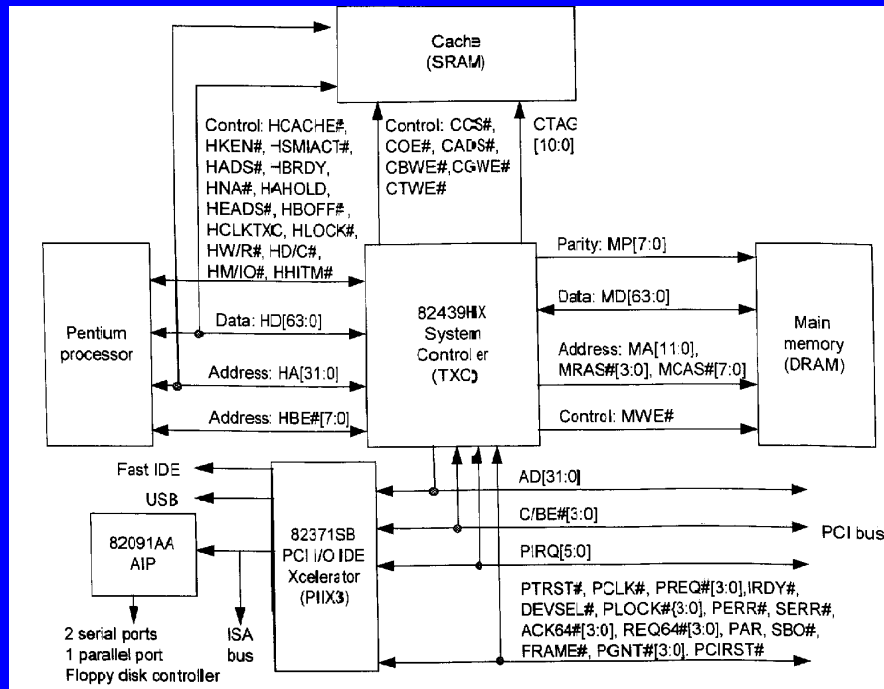 Cache
(SRAM)
Control: HCACHE#,
HKEN#, HSMIACT#,
HADS#, HBRDY,
HNA#, HAHOLD,
HEADS#, HBOFF#,
HCLKTXC, HLOCK#,
HW/R#, HD/C#,
HM/IO#, HHITM#
Control: CCS#,
COE#, CADS#,
CBWE#,CGWE#
CTWE#
CTAG
[10:0]
Pentium
processor
Data: HD[63:0]
Address: HA[31:0]
Address: HBE#[7:0]
82439HX
System
Controller
(TXC)
Parity: MP[7:0]
Data: MD[63:0]
Address: MA[11:0],
MRAS#[3:0], MCAS#[7:0]
Control: MWE#
Main
memory
(DRAM)
Fast IDE
USB
82091AA
AIP
82371SB
PCI I/O IDE
Xcelerator
(PIIX3)
AD[31:0]
C/BE#[3:0]
PIRQ[5:0]
PCI bus
PTRST#, PCLK#, PREQ#[3:0],IRDY#,
DEVSEL#, PLOCK#{3:0), PERR#, SERR#,
ACK64#[3:0), REQ64#[3:0), PAR, SBO#,
FRAME#, PGNT#[3:0). PCIRST#
2 serial ports
1 parallel port
Floppy disk controller
ISA
bus